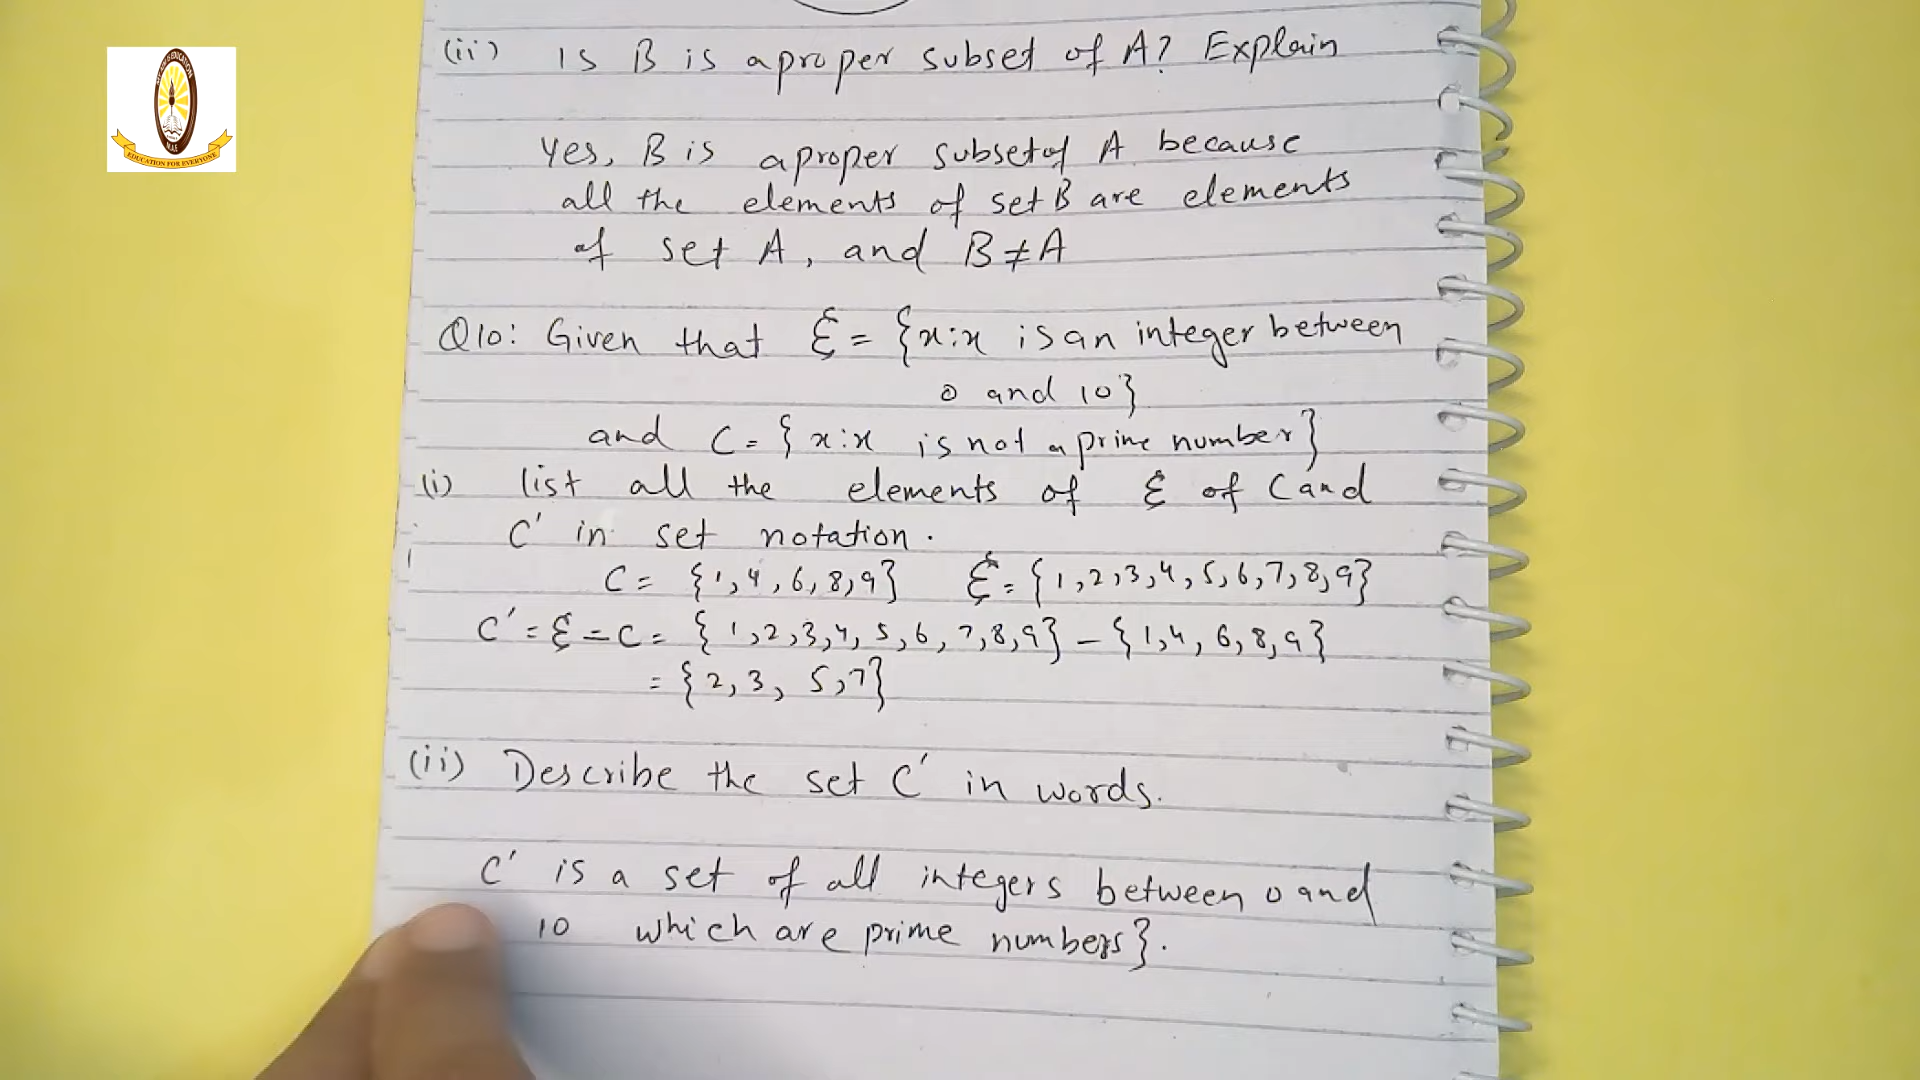 (ii) Is B is a proper subset of A? Explain
Yes, B is a proper subset of A because
all the elements of set B are elements
of set A, and B ≠ A
Q10: Given that ξ = {x:x is an integer between
0 and 10}
and C = {x:x is not a prime number}
(i) list all the elements of ξ of C and
C' in set notation.
C = {1,4,6,8,9} ξ = {1,2,3,4,5,6,7,8,9}
C' = ξ - C = {1,2,3,4,5,6,7,8,9} - {1,4,6,8,9}
= {2,3,5,7}
(ii) Describe the set C' in words.
C' is a set of all integers between 0 and
10 which are prime numbers}.
EDUCATION FOR EVERYONE